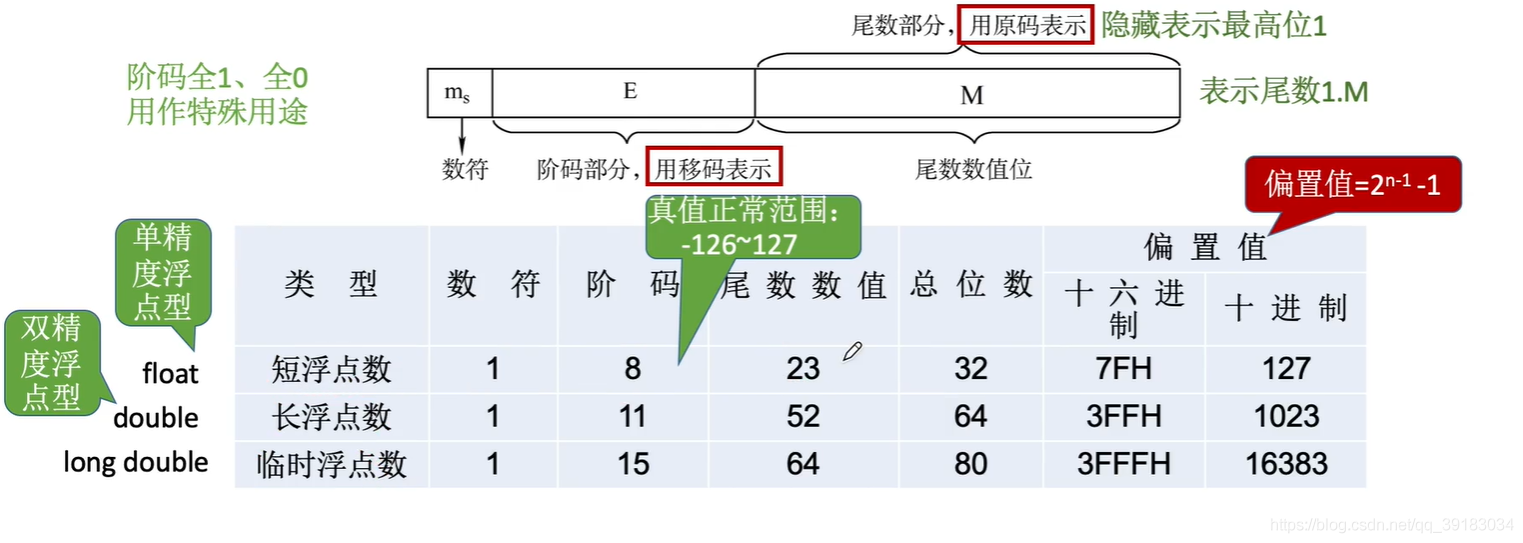 尾数部分，用原码表示 隐藏表示最高位1
阶码全1、全0
用作特殊用途
mₛ E M
表示尾数1.M
数符 阶码部分，用移码表示 尾数数值位
偏置值=2ⁿ⁻¹ -1
真值正常范围：
-126~127
单精
度浮
点型
双精
度浮
点型
类 型 数 符 阶 码 尾 数 数 值 总 位 数 偏 置 值
十 六 进
制
十 进 制
float 短浮点数 1 8 23 32 7FH 127
double 长浮点数 1 11 52 64 3FFH 1023
long double 临时浮点数 1 15 64 80 3FFFH 16383
https://blog.csdn.net/qq_39183034